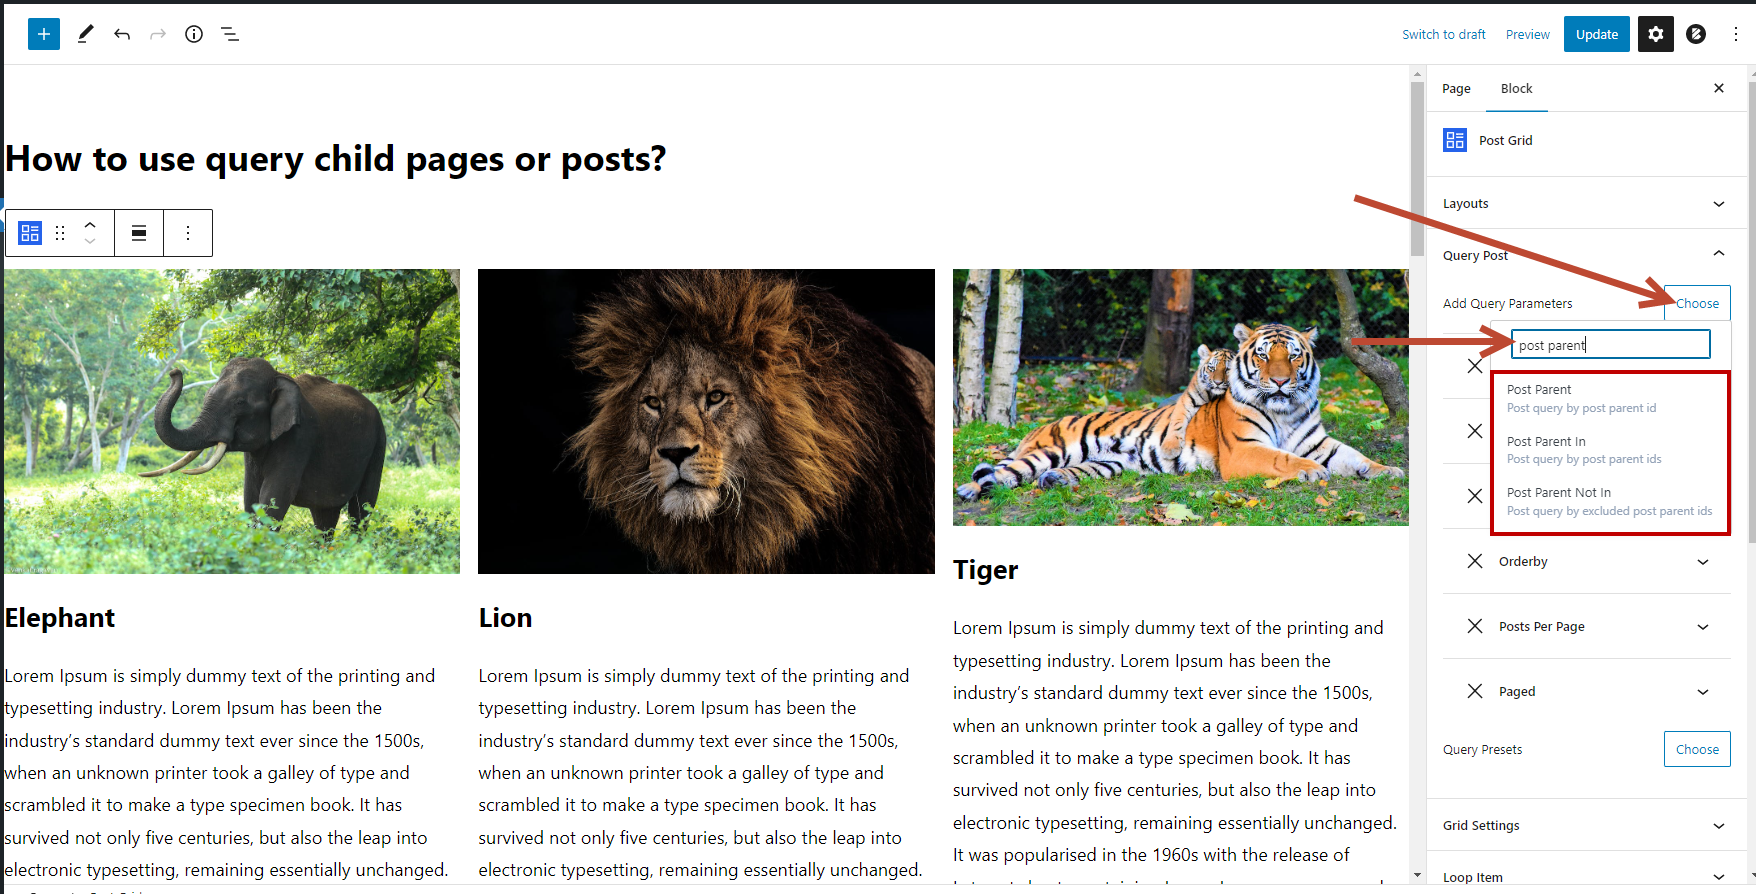 Switch to draft
Preview
Update
How to use query child pages or posts?
Elephant
Lorem Ipsum is simply dummy text of the printing and
typesetting industry. Lorem Ipsum has been the
industry’s standard dummy text ever since the 1500s,
when an unknown printer took a galley of type and
scrambled it to make a type specimen book. It has
survived not only five centuries, but also the leap into
electronic typesetting, remaining essentially unchanged.
Lion
Lorem Ipsum is simply dummy text of the printing and
typesetting industry. Lorem Ipsum has been the
industry’s standard dummy text ever since the 1500s,
when an unknown printer took a galley of type and
scrambled it to make a type specimen book. It has
survived not only five centuries, but also the leap into
electronic typesetting, remaining essentially unchanged.
Tiger
Lorem Ipsum is simply dummy text of the printing and
typesetting industry. Lorem Ipsum has been the
industry’s standard dummy text ever since the 1500s,
when an unknown printer took a galley of type and
scrambled it to make a type specimen book. It has
survived not only five centuries, but also the leap into
electronic typesetting, remaining essentially unchanged.
It was popularised in the 1960s with the release of
Page
Block
Post Grid
Layouts
Query Post
Add Query Parameters
Choose
post parent
Post Parent
Post query by post parent id
Post Parent In
Post query by post parent ids
Post Parent Not In
Post query by excluded post parent ids
Orderby
Posts Per Page
Paged
Query Presets
Choose
Grid Settings
Loop Item